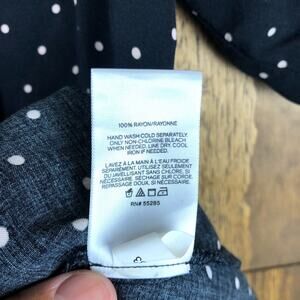 100% RAYON/RAYONNE
HAND WASH COLD SEPARATELY.
ONLY NON-CHLORINE BLEACH
WHEN NEEDED. LINE DRY. COOL
IRON IF NEEDED.
LAVEZ À LA MAIN À L'EAU FROIDE
SÉPARÉMENT. UTILISEZ SEULEMENT
DU JAVELLISANT SANS CHLORE, SI
NÉCESSAIRE. SÉCHAGE SUR CORDE.
REPASSAGE DOUX, SI NÉCESSAIRE.
RN# 55285